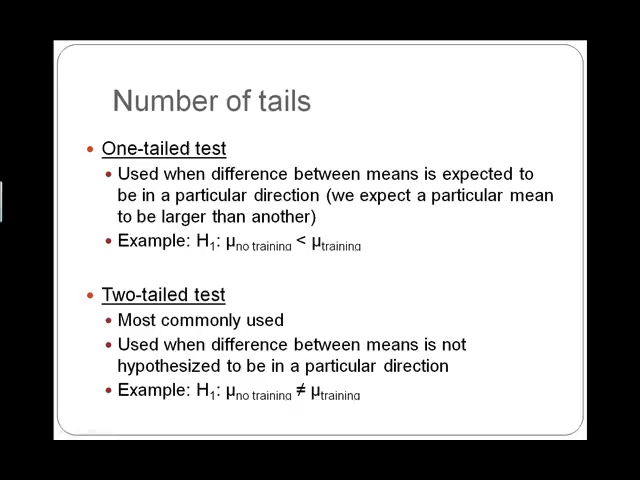 Number of tails
• One-tailed test
• Used when difference between means is expected to
be in a particular direction (we expect a particular mean
to be larger than another)
• Example: H₁: μno training < μtraining
• Two-tailed test
• Most commonly used
• Used when difference between means is not
hypothesized to be in a particular direction
• Example: H₁: μno training ≠ μtraining